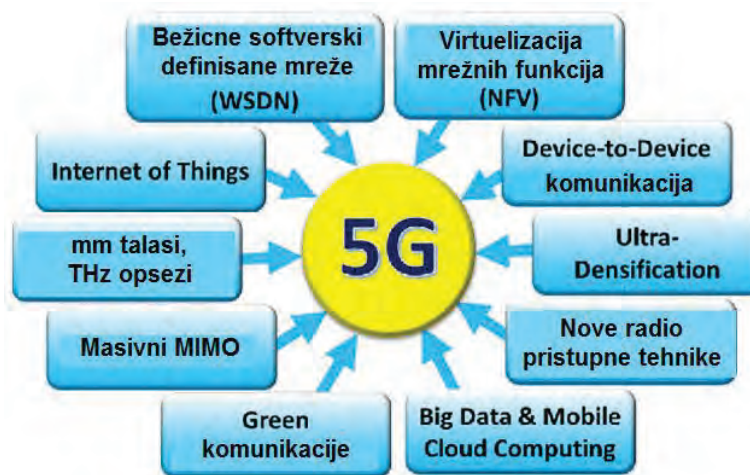 Bežicne softverski
definisane mreže
(WSDN)
Virtuelizacija
mrežnih funkcija
(NFV)
Internet of Things
Device-to-Device
komunikacija
mm talasi,
THz opsezi
5G
Ultra-
Densification
Masivni MIMO
Nove radio
pristupne tehnike
Green
komunikacije
Big Data & Mobile
Cloud Computing